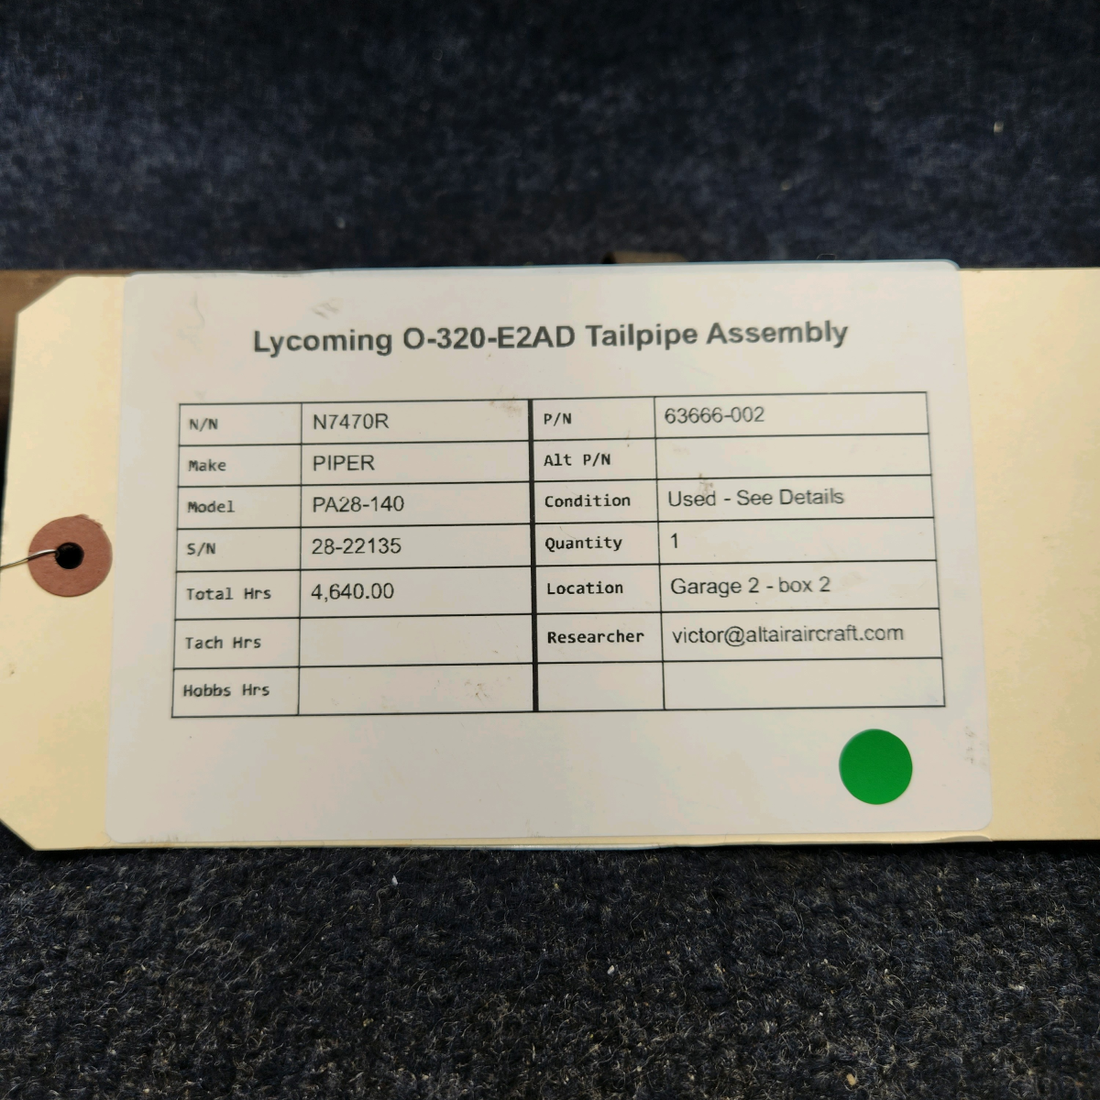 Lycoming O-320-E2AD Tailpipe Assembly
N/N N7470R P/N 63666-002
Make PIPER Alt P/N
Model PA28-140 Condition Used - See Details
S/N 28-22135 Quantity 1
Total Hrs 4,640.00 Location Garage 2 - box 2
Tach Hrs Researcher victor@altairaircraft.com
Hobbs Hrs